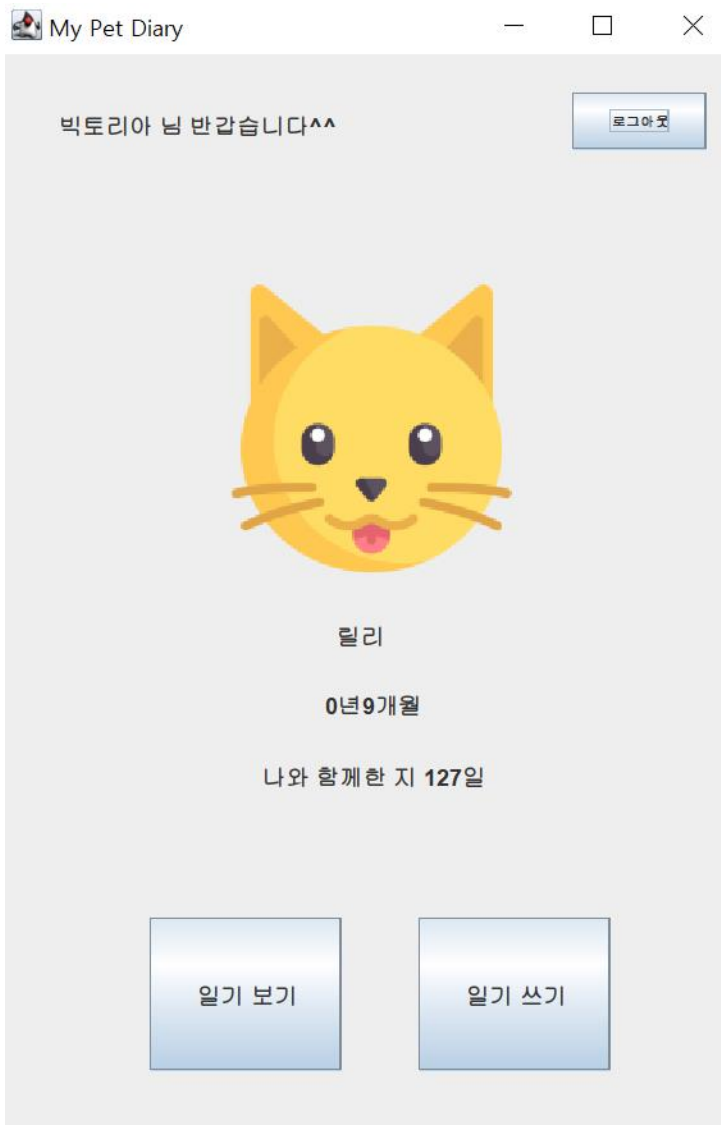 My Pet Diary
빅토리아 님 반갑습니다^^
로그아웃
릴리
0년9개월
나와 함께한 지 127일
일기 보기
일기 쓰기